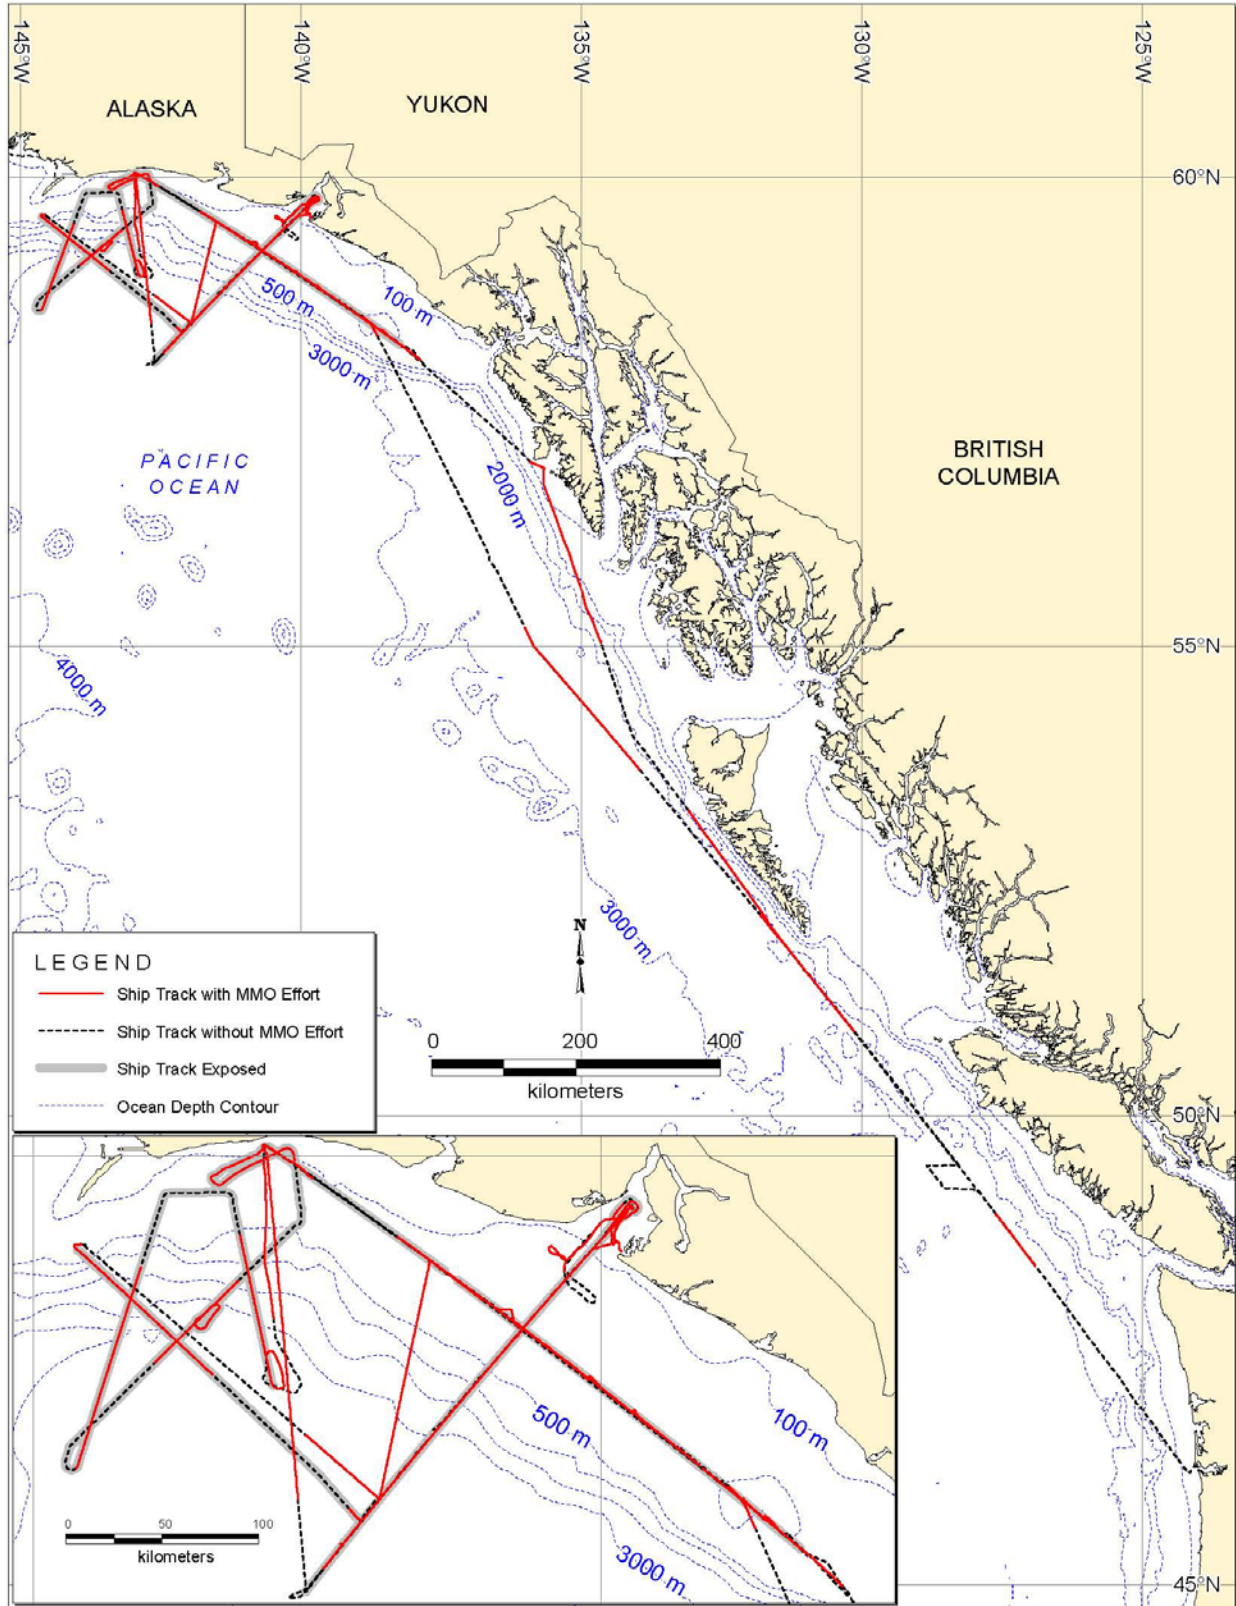 145°W
140°W
135°W
130°W
125°W
ALASKA
YUKON
60°N
500 m
100 m
3000 m
PACIFIC
OCEAN
2000 m
BRITISH
COLUMBIA
55°N
4000 m
3000 m
N
LEGEND
Ship Track with MMO Effort
Ship Track without MMO Effort
Ship Track Exposed
Ocean Depth Contour
0 200 400
kilometers
50°N
500 m
100 m
3000 m
0 50 100
kilometers
45°N